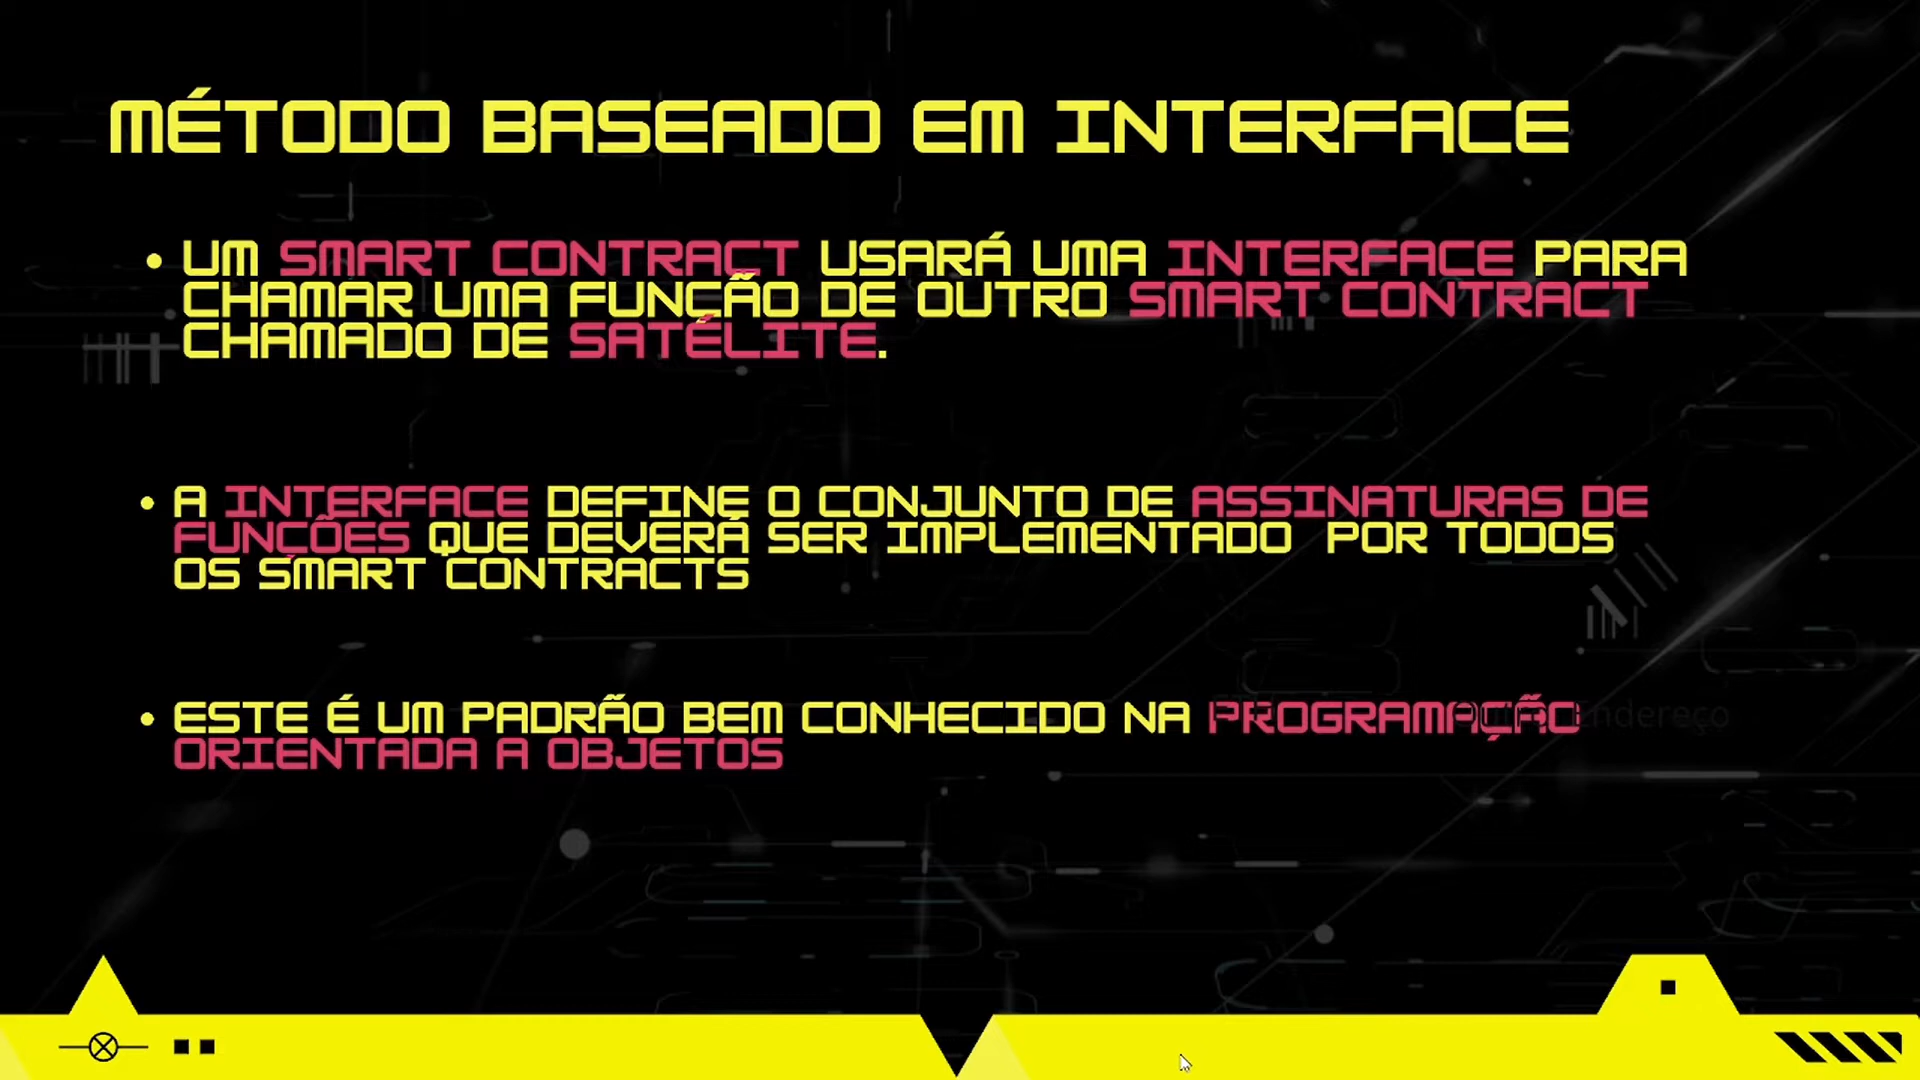 MÉTODO BASEADO EM INTERFACE
• UM SMART CONTRACT USARÁ UMA INTERFACE PARA
CHAMAR UMA FUNÇÃO DE OUTRO SMART CONTRACT
CHAMADO DE SATÉLITE.
• A INTERFACE DEFINE O CONJUNTO DE ASSINATURAS DE
FUNÇÕES QUE DEVERÁ SER IMPLEMENTADO POR TODOS
OS SMART CONTRACTS
• ESTE É UM PADRÃO BEM CONHECIDO NA PROGRAMAÇÃO
Endereço
ORIENTADA A OBJETOS